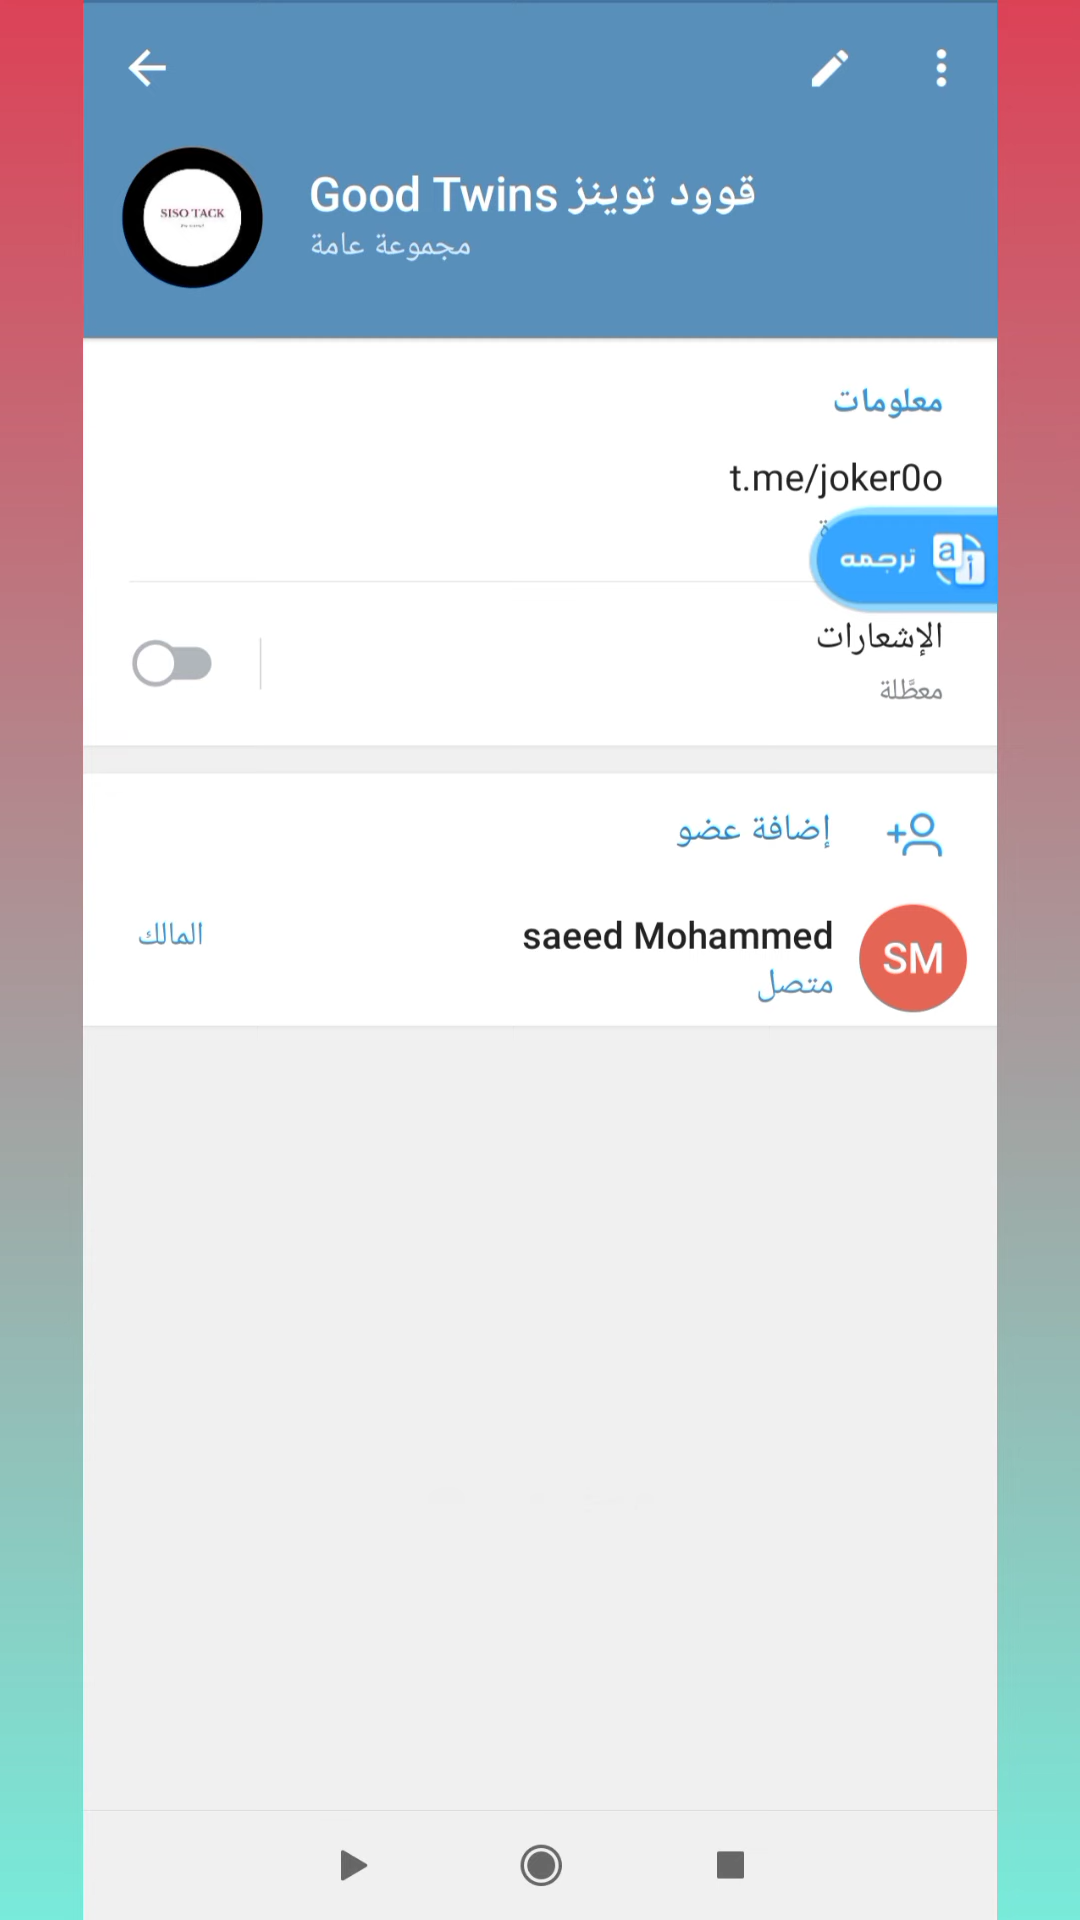 قوود توينز Good Twins
مجموعة عامة
SISO TACK
معلومات
t.me/joker0o
ترجمه
الإشعارات
معطَّلة
إضافة عضو
saeed Mohammed
المالك
متصل
SM